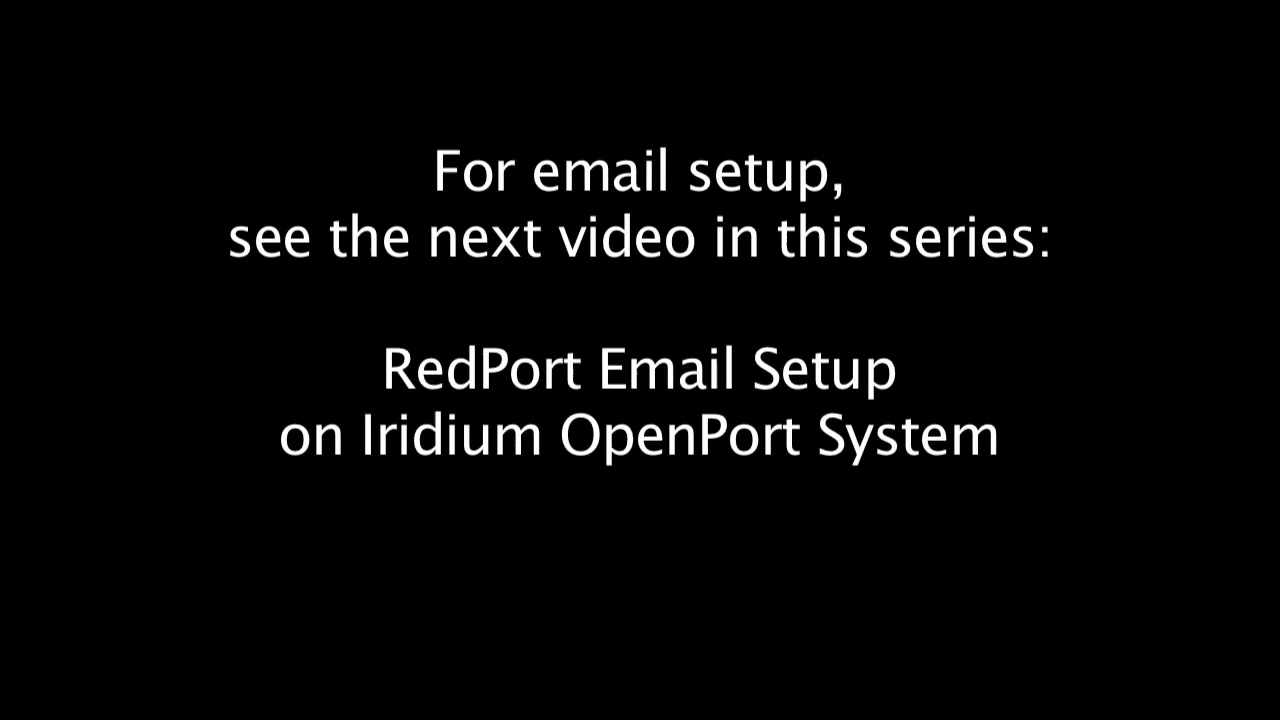 For email setup,
see the next video in this series:
RedPort Email Setup
on Iridium OpenPort System